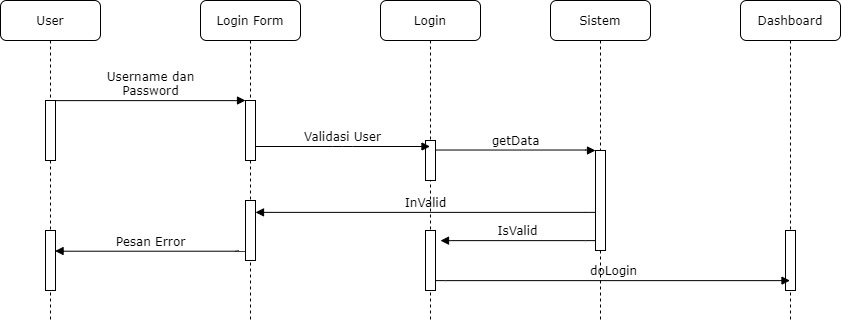 User
Login Form
Login
Sistem
Dashboard
Username dan
Password
Validasi User
getData
InValid
IsValid
Pesan Error
doLogin